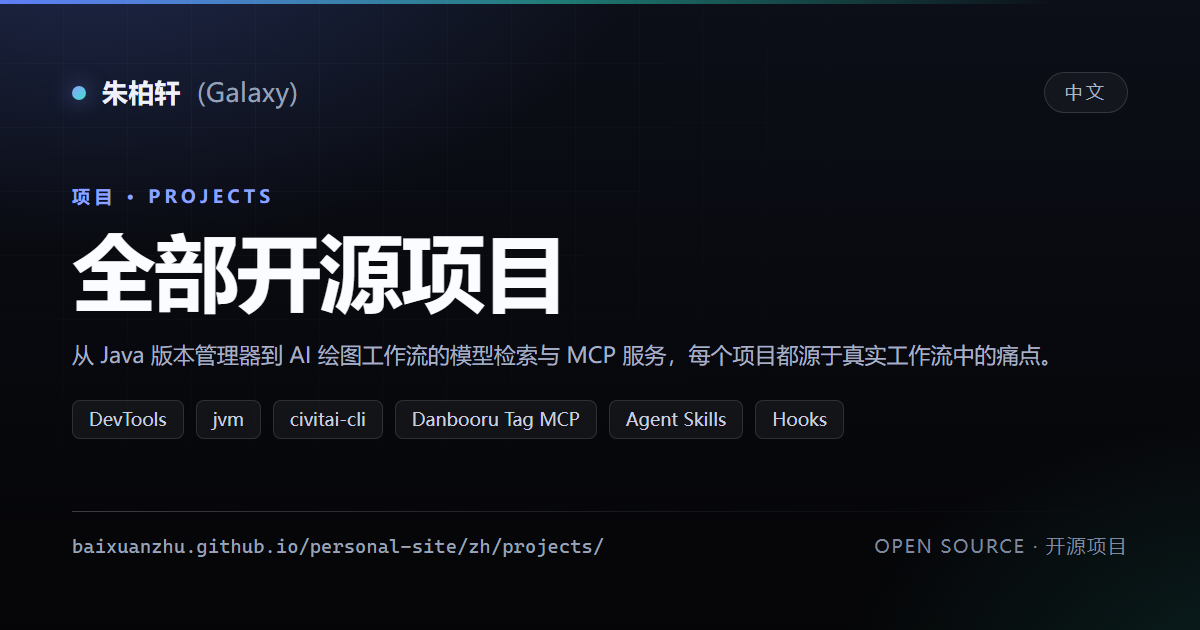 朱柏轩 (Galaxy)
中文
项目 • PROJECTS
全部开源项目
从 Java 版本管理器到 AI 绘图工作流的模型检索与 MCP 服务，每个项目都源于真实工作流中的痛点。
DevTools jvm civitai-cli Danbooru Tag MCP Agent Skills Hooks
baixuanzhu.github.io/personal-site/zh/projects/
OPEN SOURCE · 开源项目